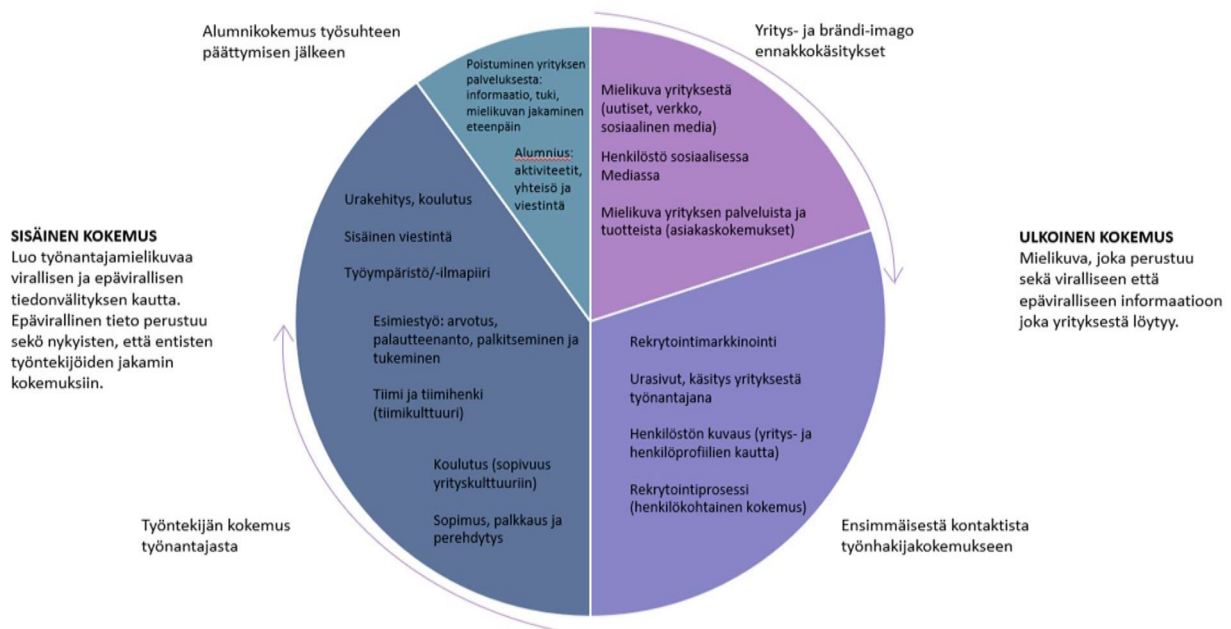 Alumnikokemus työsuhteen
päättymisen jälkeen
Yritys- ja brändi-imago
ennakkokäsitykset
Poistuminen yrityksen
palveluksesta:
informaatio, tuki,
mielikuvan jakaminen
eteenpäin
Alumnius:
aktiviteetit,
yhteisö ja
viestintä
Mielikuva yrityksestä
(uutiset, verkko,
sosiaalinen media)
Henkilöstö sosiaalisessa
Mediassa
Mielikuva yrityksen palveluista ja
tuotteista (asiakaskokemukset)
SISÄINEN KOKEMUS
Luo työnantajamielikuvaa
virallisen ja epävirallisen
tiedonvälityksen kautta.
Epävirallinen tieto perustuu
sekö nykyisten, että entisten
työntekijöiden jakamin
kokemuksiin.
Urakehitys, koulutus
Sisäinen viestintä
Työympäristö/-ilmapiiri
Esimiestyö: arvotus,
palautteenanto, palkitseminen ja
tukeminen
Tiimi ja tiimihenki
(tiimikulttuuri)
Koulutus (sopivuus
yrityskulttuuriin)
Sopimus, palkkaus ja
perehdytys
Rekrytointimarkkinointi
Urasivut, käsitys yrityksestä
työnantajana
Henkilöstön kuvaus (yritys- ja
henkilöprofiilien kautta)
Rekrytointiprosessi
(henkilökohtainen kokemus)
ULKOINEN KOKEMUS
Mielikuva, joka perustuu
sekä viralliseen että
epäviralliseen informaatioon
joka yrityksestä löytyy.
Työntekijän kokemus
työnantajasta
Ensimmäisestä kontaktista
työnhakijakokemukseen